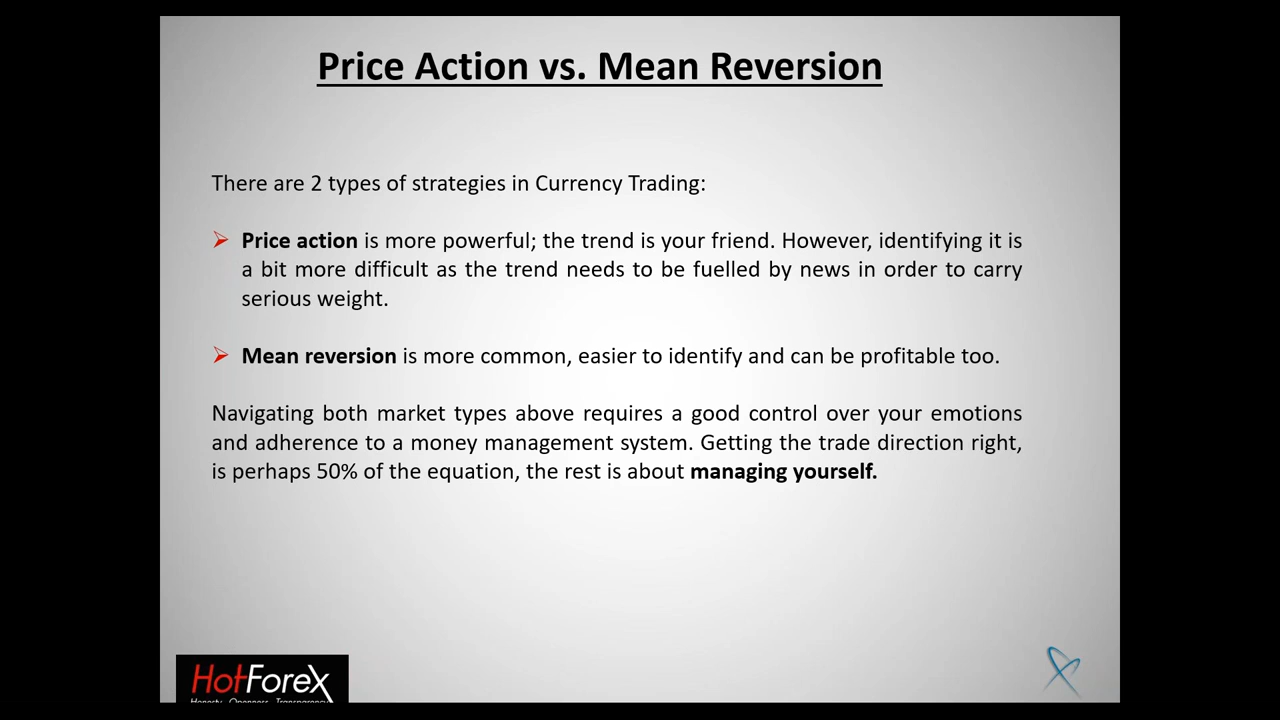 Price Action vs. Mean Reversion
There are 2 types of strategies in Currency Trading:
Price action is more powerful; the trend is your friend. However, identifying it is
a bit more difficult as the trend needs to be fuelled by news in order to carry
serious weight.
Mean reversion is more common, easier to identify and can be profitable too.
Navigating both market types above requires a good control over your emotions
and adherence to a money management system. Getting the trade direction right,
is perhaps 50% of the equation, the rest is about managing yourself.
HotForex
Honesty Openness Transparency